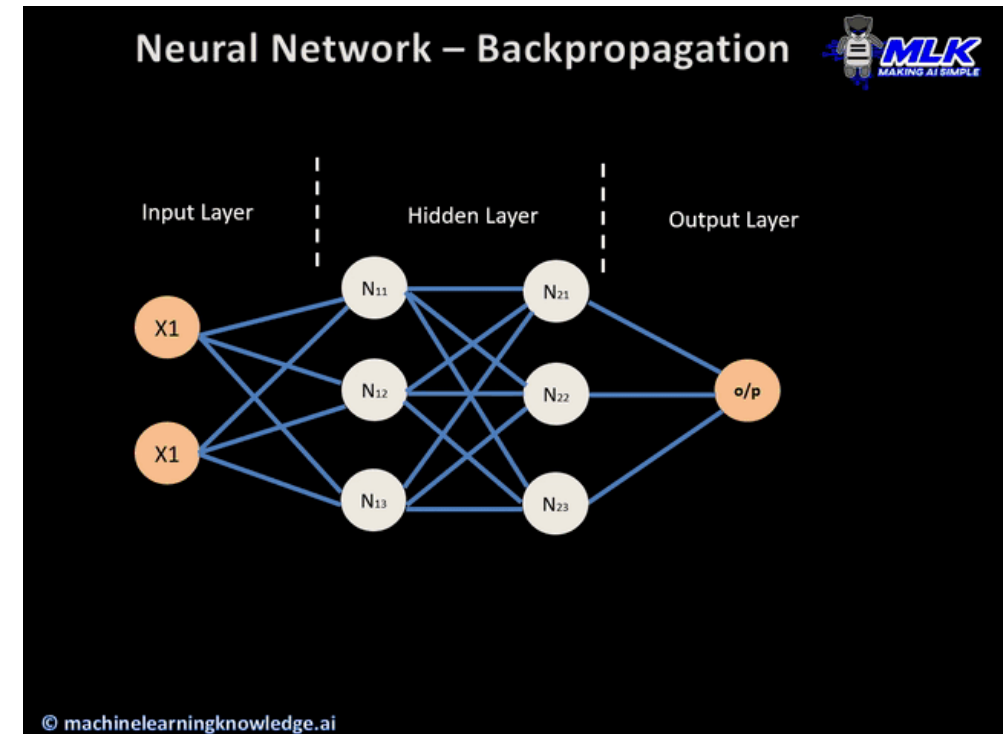 Neural Network – Backpropagation
MLK
MAKING AI SIMPLE
Input Layer
Hidden Layer
Output Layer
N₁₁
N₂₁
X1
N₁₂
N₂₂
o/p
X1
N₁₃
N₂₃
© machinelearningknowledge.ai